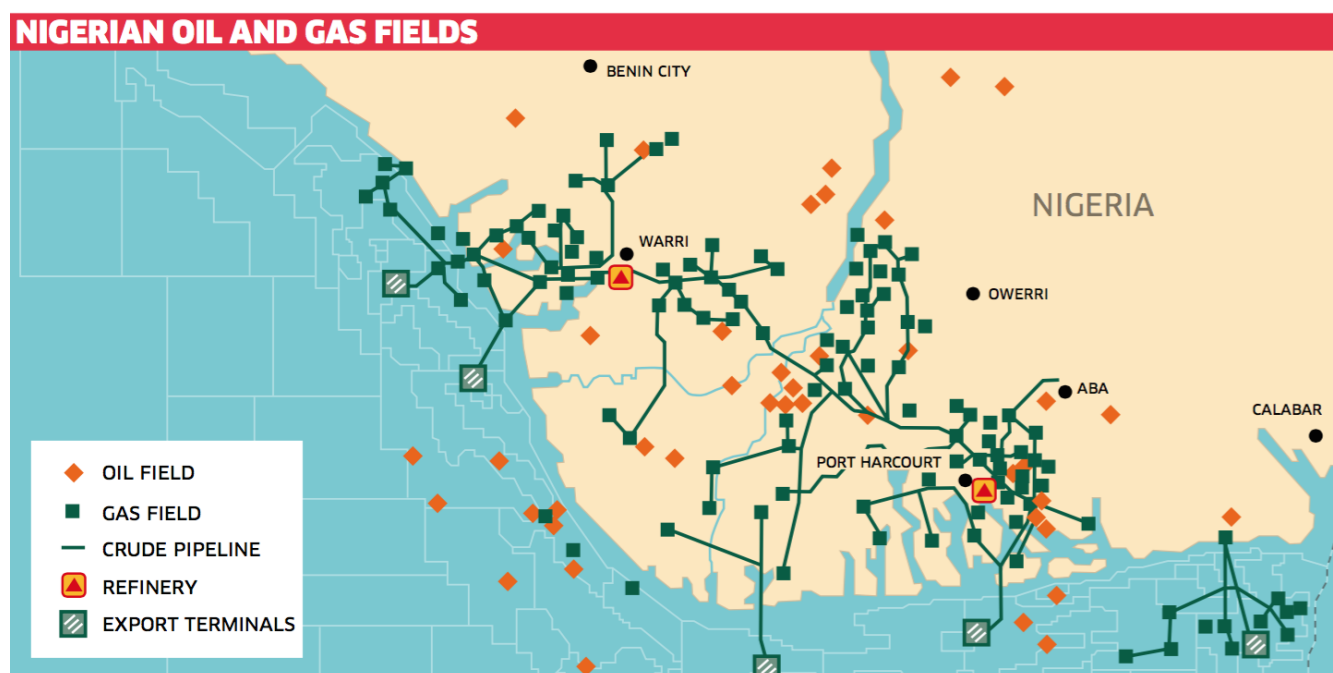 NIGERIAN OIL AND GAS FIELDS
BENIN CITY
NIGERIA
WARRI
OWERRI
ABA
CALABAR
PORT HARCOURT
OIL FIELD
GAS FIELD
CRUDE PIPELINE
REFINERY
EXPORT TERMINALS